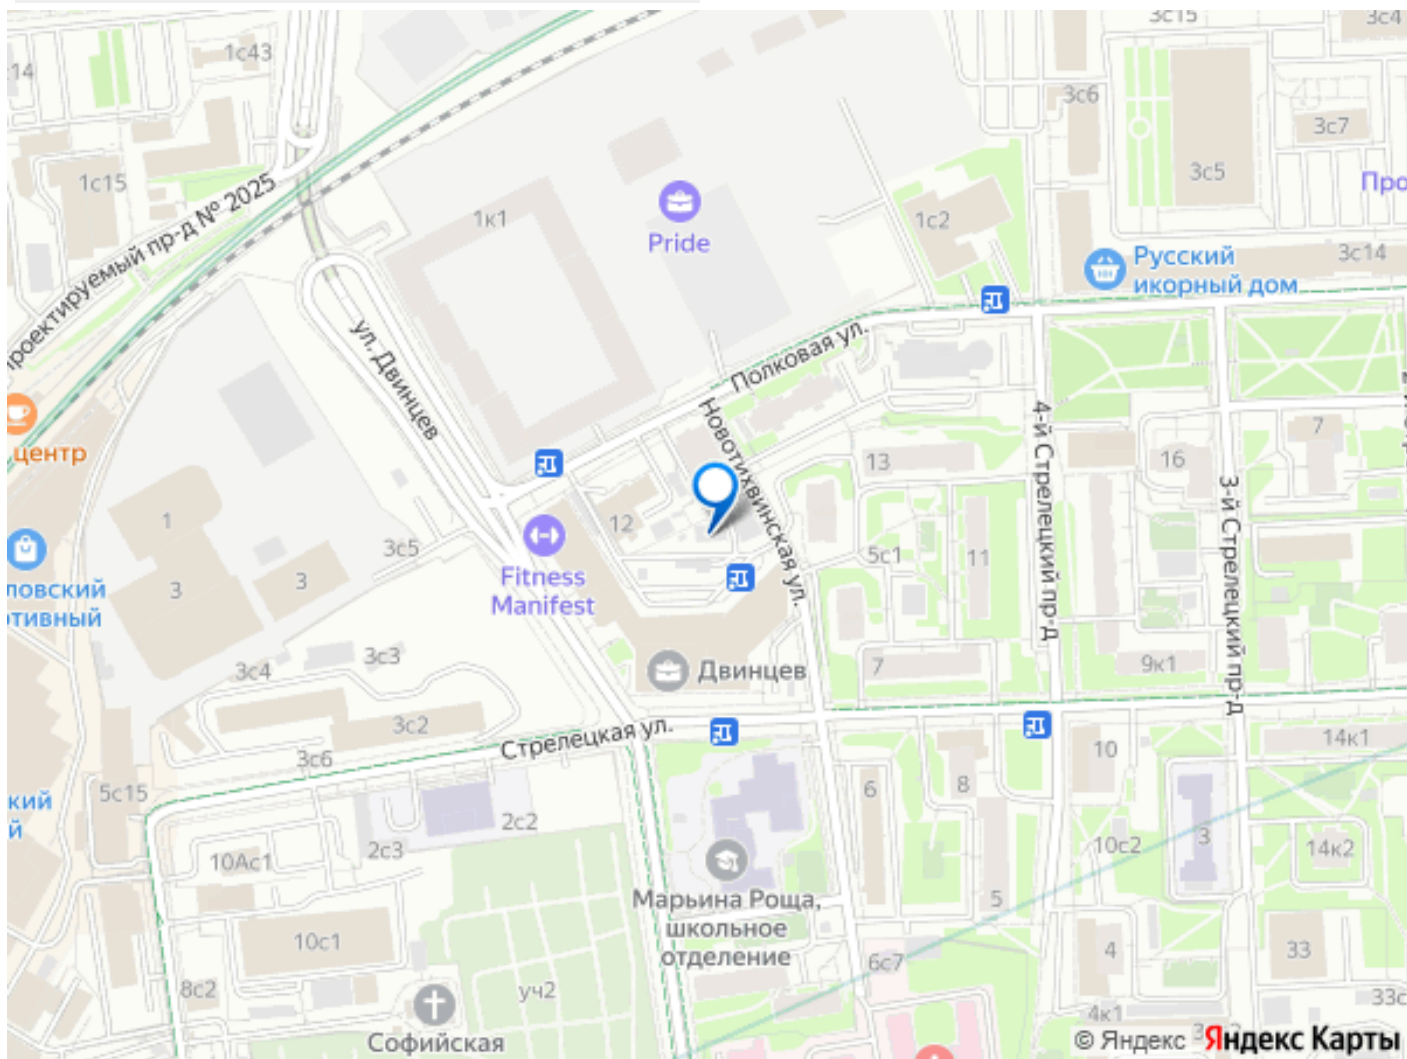 3с15
3с4
1с43
14
3с6
3с7
1с15
3с5
Про
Проектируемый пр-д № 2025
1к1
Pride
1с2
Русский
икорный дом
3с14
ул. Двинцев
Полковая ул.
Новотихвинская ул.
4-й Стрелецкий пр-д
3-й Стрелецкий пр-д
центр
13
16
7
1
12
3с5
5с1
11
3
3
Fitness
Manifest
ловский
ртивный
3с4
3с3
Двинцев
7
9к1
3с2
Стрелецкая ул.
3с6
14к1
10
8
6
5с15
кий
й
2с2
2с3
10Ас1
10с2
3
14к2
Марьина Роща,
школьное
отделение
5
10с1
4
33
6с7
8с2
уч2
33с
4к1
Софийская
© Яндекс
Яндекс Карты